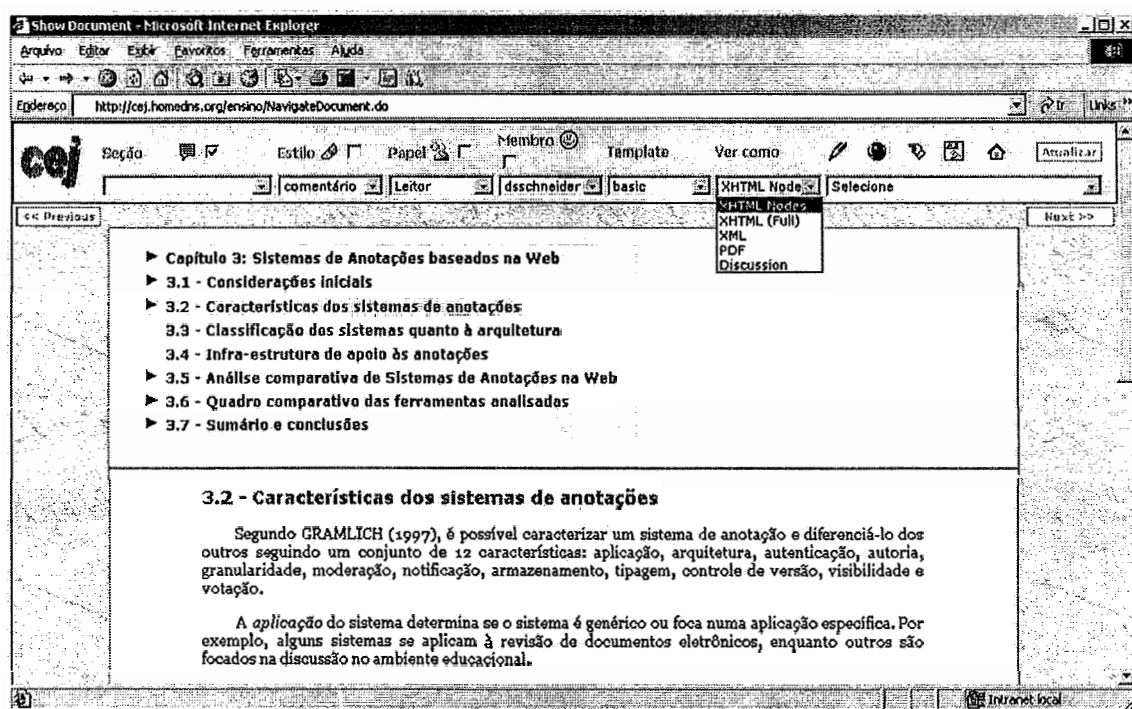 Show Document - Microsoft Internet Explorer
Arquivo Editar Exibir Favoritos Ferramentas Ajuda
Endereço http://cej.homedns.org/ensino/NavigateDocument.do Ir Links »
cej Seção Estilo Papel Membro Template Ver como Atualizar
comentário Leitor dsschneider basic XHTML Node Selecione
XHTML Nodes
XHTML (Full)
XML
PDF
Discussion
<< Previous Next >>
Capítulo 3: Sistemas de Anotações baseados na Web
3.1 - Considerações iniciais
3.2 - Características dos sistemas de anotações
3.3 - Classificação dos sistemas quanto à arquitetura
3.4 - Infra-estrutura de apoio às anotações
3.5 - Análise comparativa de Sistemas de Anotações na Web
3.6 - Quadro comparativo das ferramentas analisadas
3.7 - Sumário e conclusões
3.2 - Características dos sistemas de anotações
Segundo GRAMLICH (1997), é possível caracterizar um sistema de anotação e diferenciá-lo dos
outros seguindo um conjunto de 12 características: aplicação, arquitetura, autenticação, autoria,
granularidade, moderação, notificação, armazenamento, tipagem, controle de versão, visibilidade e
votação.
A aplicação do sistema determina se o sistema é genérico ou foca numa aplicação específica. Por
exemplo, alguns sistemas se aplicam à revisão de documentos eletrônicos, enquanto outros são
focados na discussão no ambiente educacional.
Intranet local